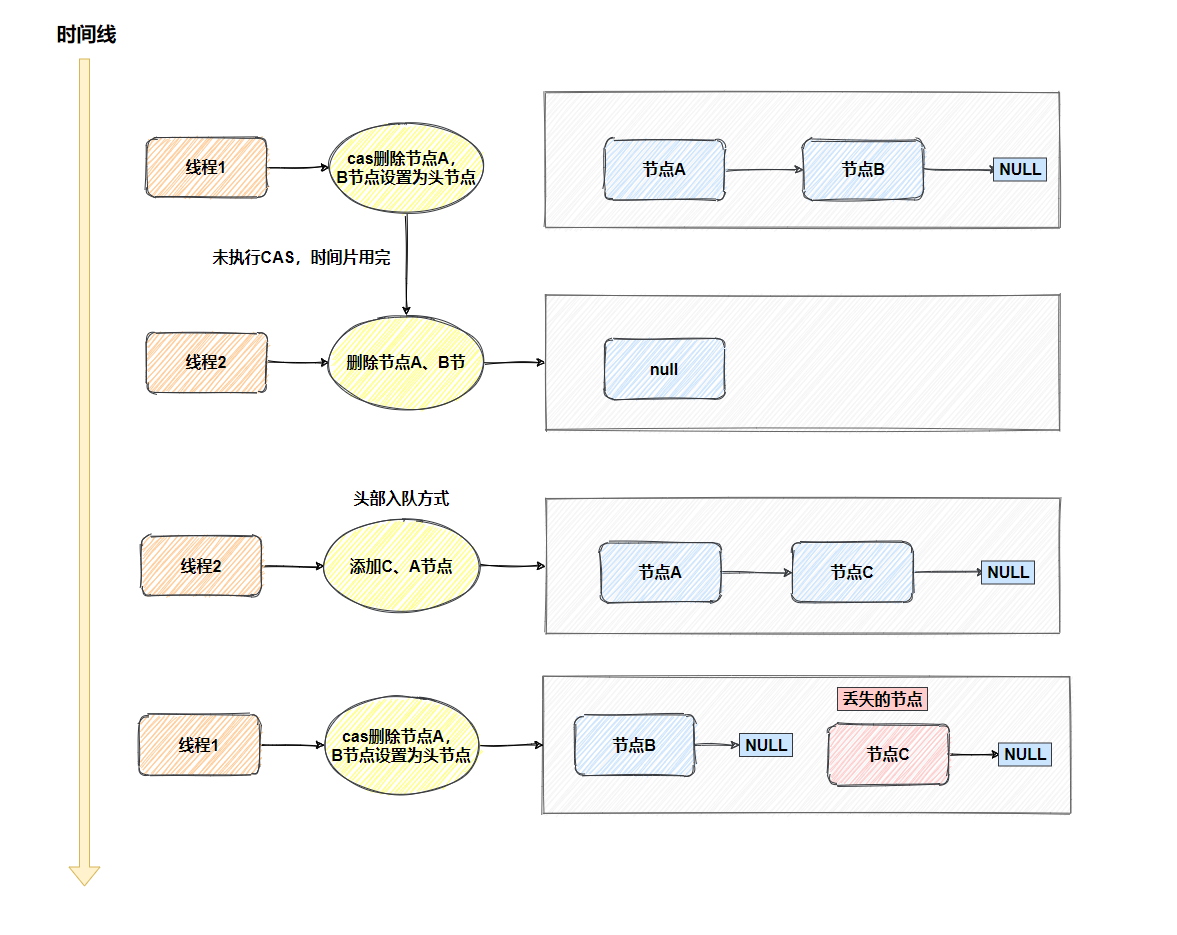 时间线
线程1
cas删除节点A，
B节点设置为头节点
节点A
节点B
NULL
未执行CAS，时间片用完
线程2
删除节点A、B节
null
头部入队方式
线程2
添加C、A节点
节点A
节点C
NULL
线程1
cas删除节点A，
B节点设置为头节点
节点B
NULL
丢失的节点
节点C
NULL